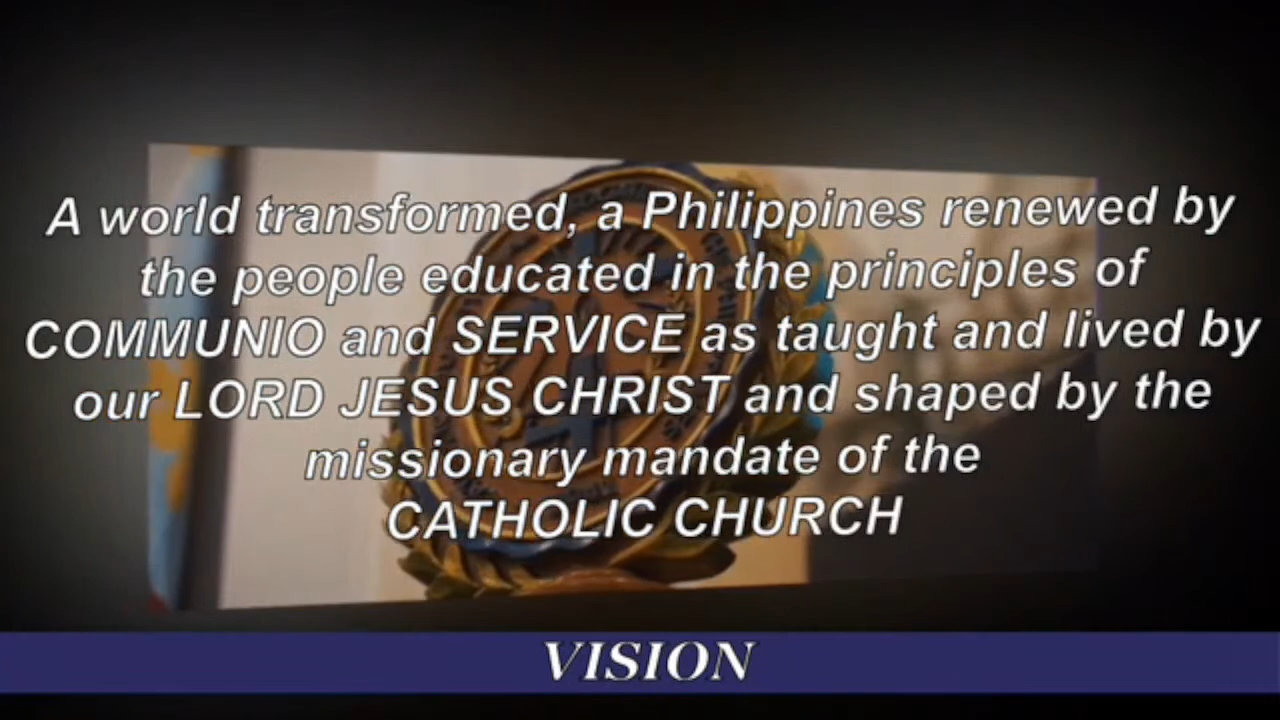 A world transformed, a Philippines renewed by
the people educated in the principles of
COMMUNIO and SERVICE as taught and lived by
our LORD JESUS CHRIST and shaped by the
missionary mandate of the
CATHOLIC CHURCH
VISION